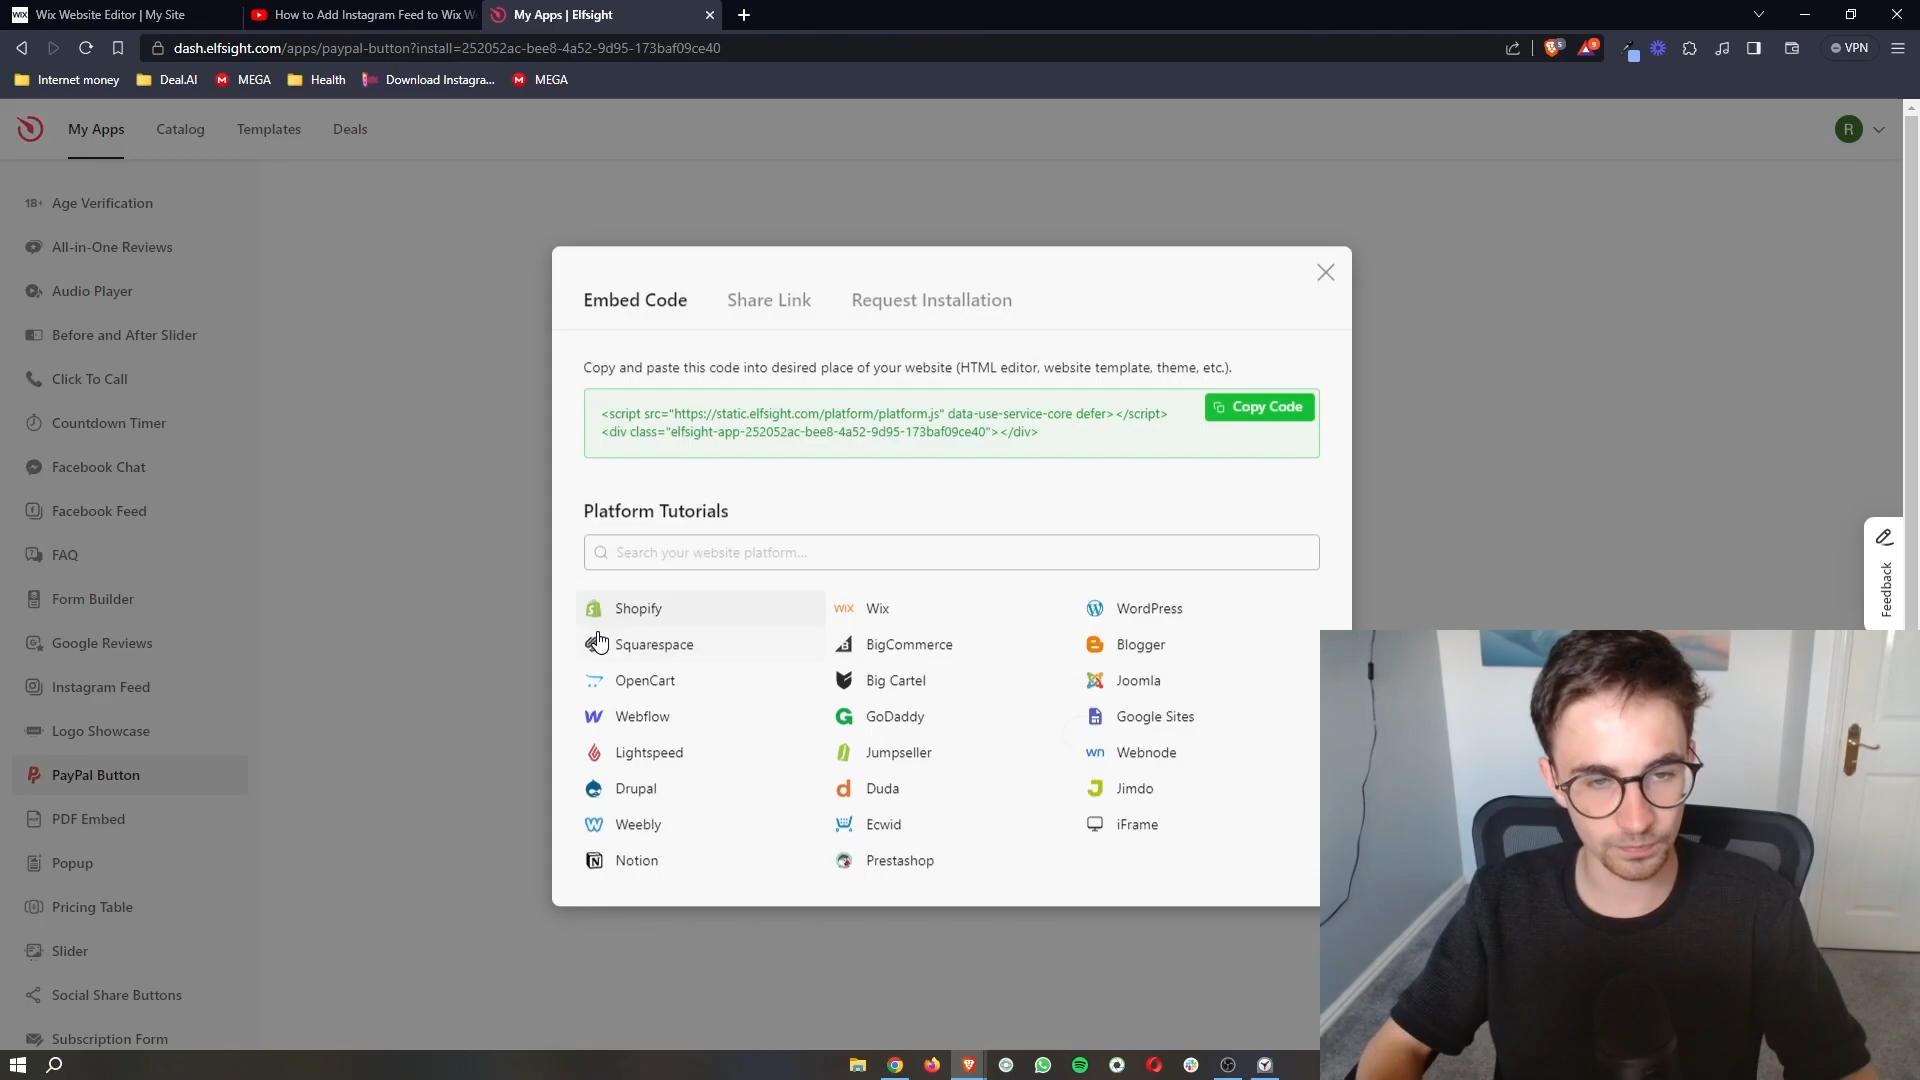 WIX Wix Website Editor | My Site
How to Add Instagram Feed to Wix W
My Apps | Elfsight
dash.elfsight.com/apps/paypal-button?install=252052ac-bee8-4a52-9d95-173baf09ce40
VPN
Internet money
Deal.AI
MEGA
Health
Download Instagra...
MEGA
My Apps
Catalog
Templates
Deals
R
18+ Age Verification
All-in-One Reviews
Audio Player
Before and After Slider
Click To Call
Countdown Timer
Facebook Chat
Facebook Feed
FAQ
Form Builder
Google Reviews
Instagram Feed
Logo Showcase
PayPal Button
PDF Embed
Popup
Pricing Table
Slider
Social Share Buttons
Subscription Form
Embed Code
Share Link
Request Installation
Copy and paste this code into desired place of your website (HTML editor, website template, theme, etc.).
<script src="https://static.elfsight.com/platform/platform.js" data-use-service-core defer></script>
<div class="elfsight-app-252052ac-bee8-4a52-9d95-173baf09ce40"></div>
Copy Code
Platform Tutorials
Search your website platform...
Shopify
WIX Wix
WordPress
Squarespace
BigCommerce
Blogger
OpenCart
Big Cartel
Joomla
Webflow
GoDaddy
Google Sites
Lightspeed
Jumpseller
wn Webnode
Drupal
Duda
Jimdo
Weebly
Ecwid
iFrame
Notion
Prestashop
Feedback